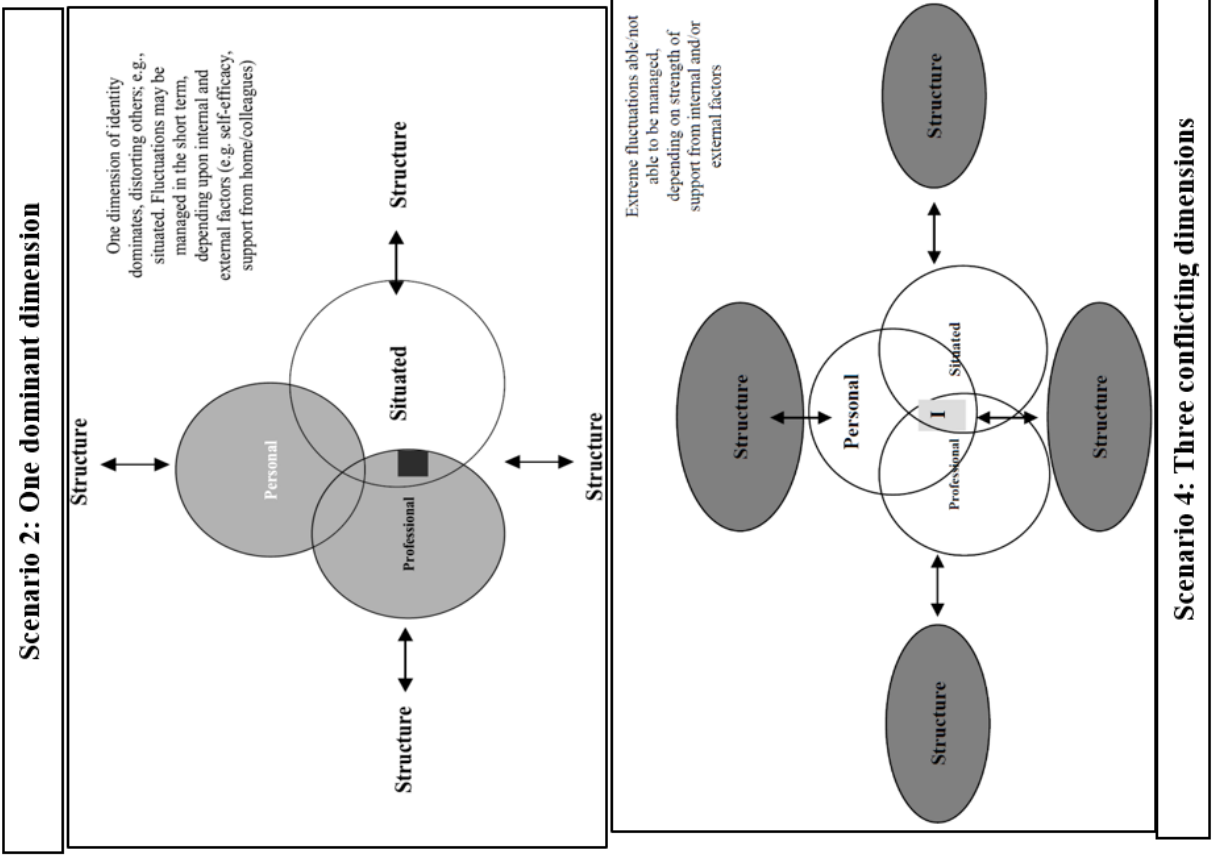 Scenario 2: One dominant dimension
One dimension of identity
dominates, distorting others; e.g.,
situated. Fluctuations may be
managed in the short term,
depending upon internal and
external factors (e.g. self-efficacy,
support from home/colleagues)
Structure
Personal
Structure
Professional
Situated
Structure
Structure
Extreme fluctuations able/not
able to be managed,
depending on strength of
support from internal and/or
external factors
Structure
Personal
Structure
Professional
I
Situated
Structure
Structure
Scenario 4: Three conflicting dimensions